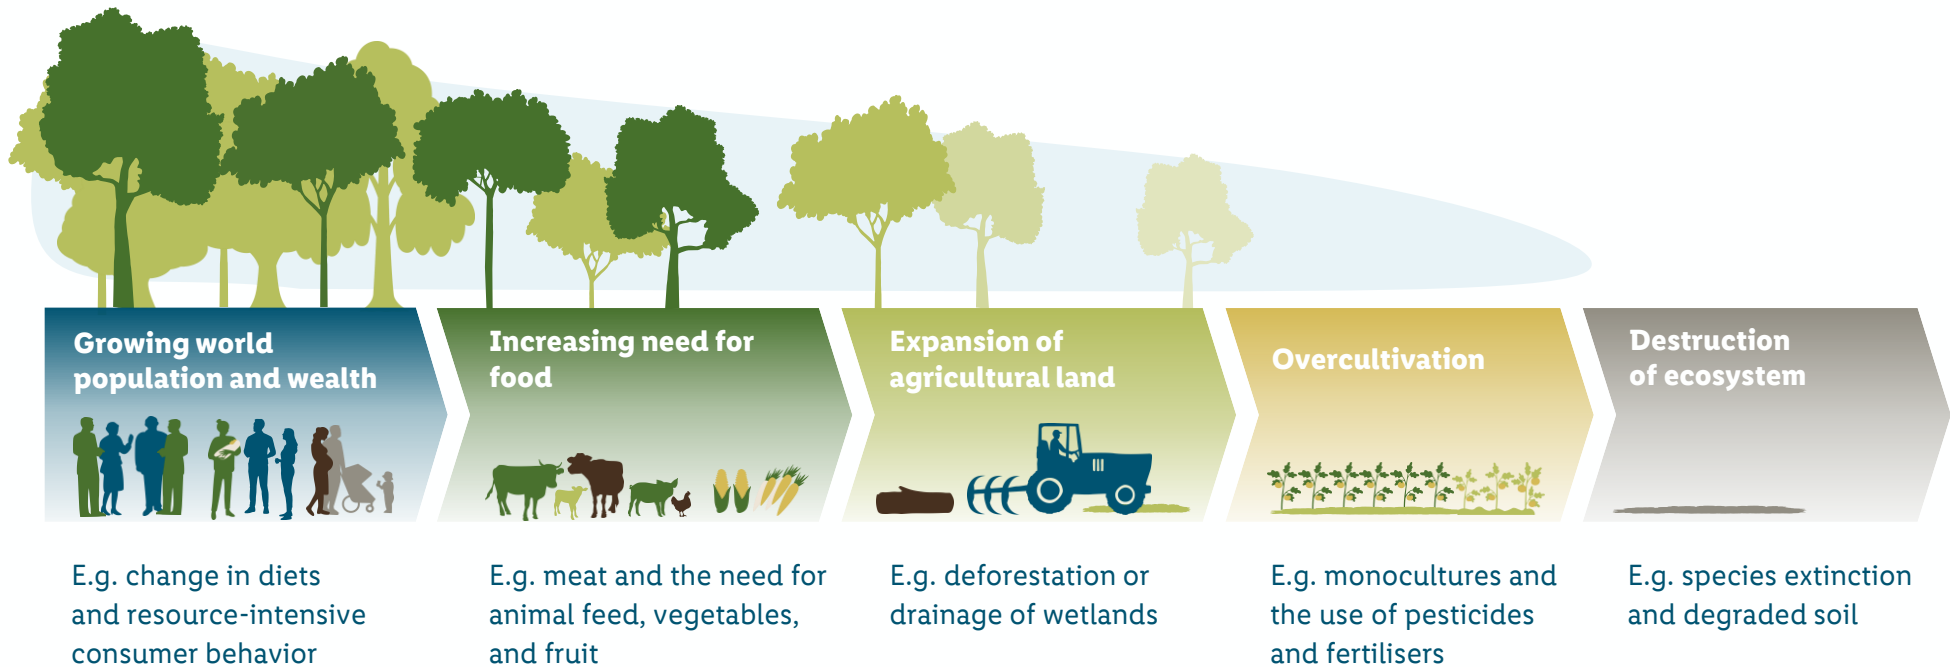 Growing world
population and wealth
Increasing need for
food
Expansion of
agricultural land
Overcultivation
Destruction
of ecosystem
E.g. change in diets
and resource-intensive
consumer behavior
E.g. meat and the need for
animal feed, vegetables,
and fruit
E.g. deforestation or
drainage of wetlands
E.g. monocultures and
the use of pesticides
and fertilisers
E.g. species extinction
and degraded soil